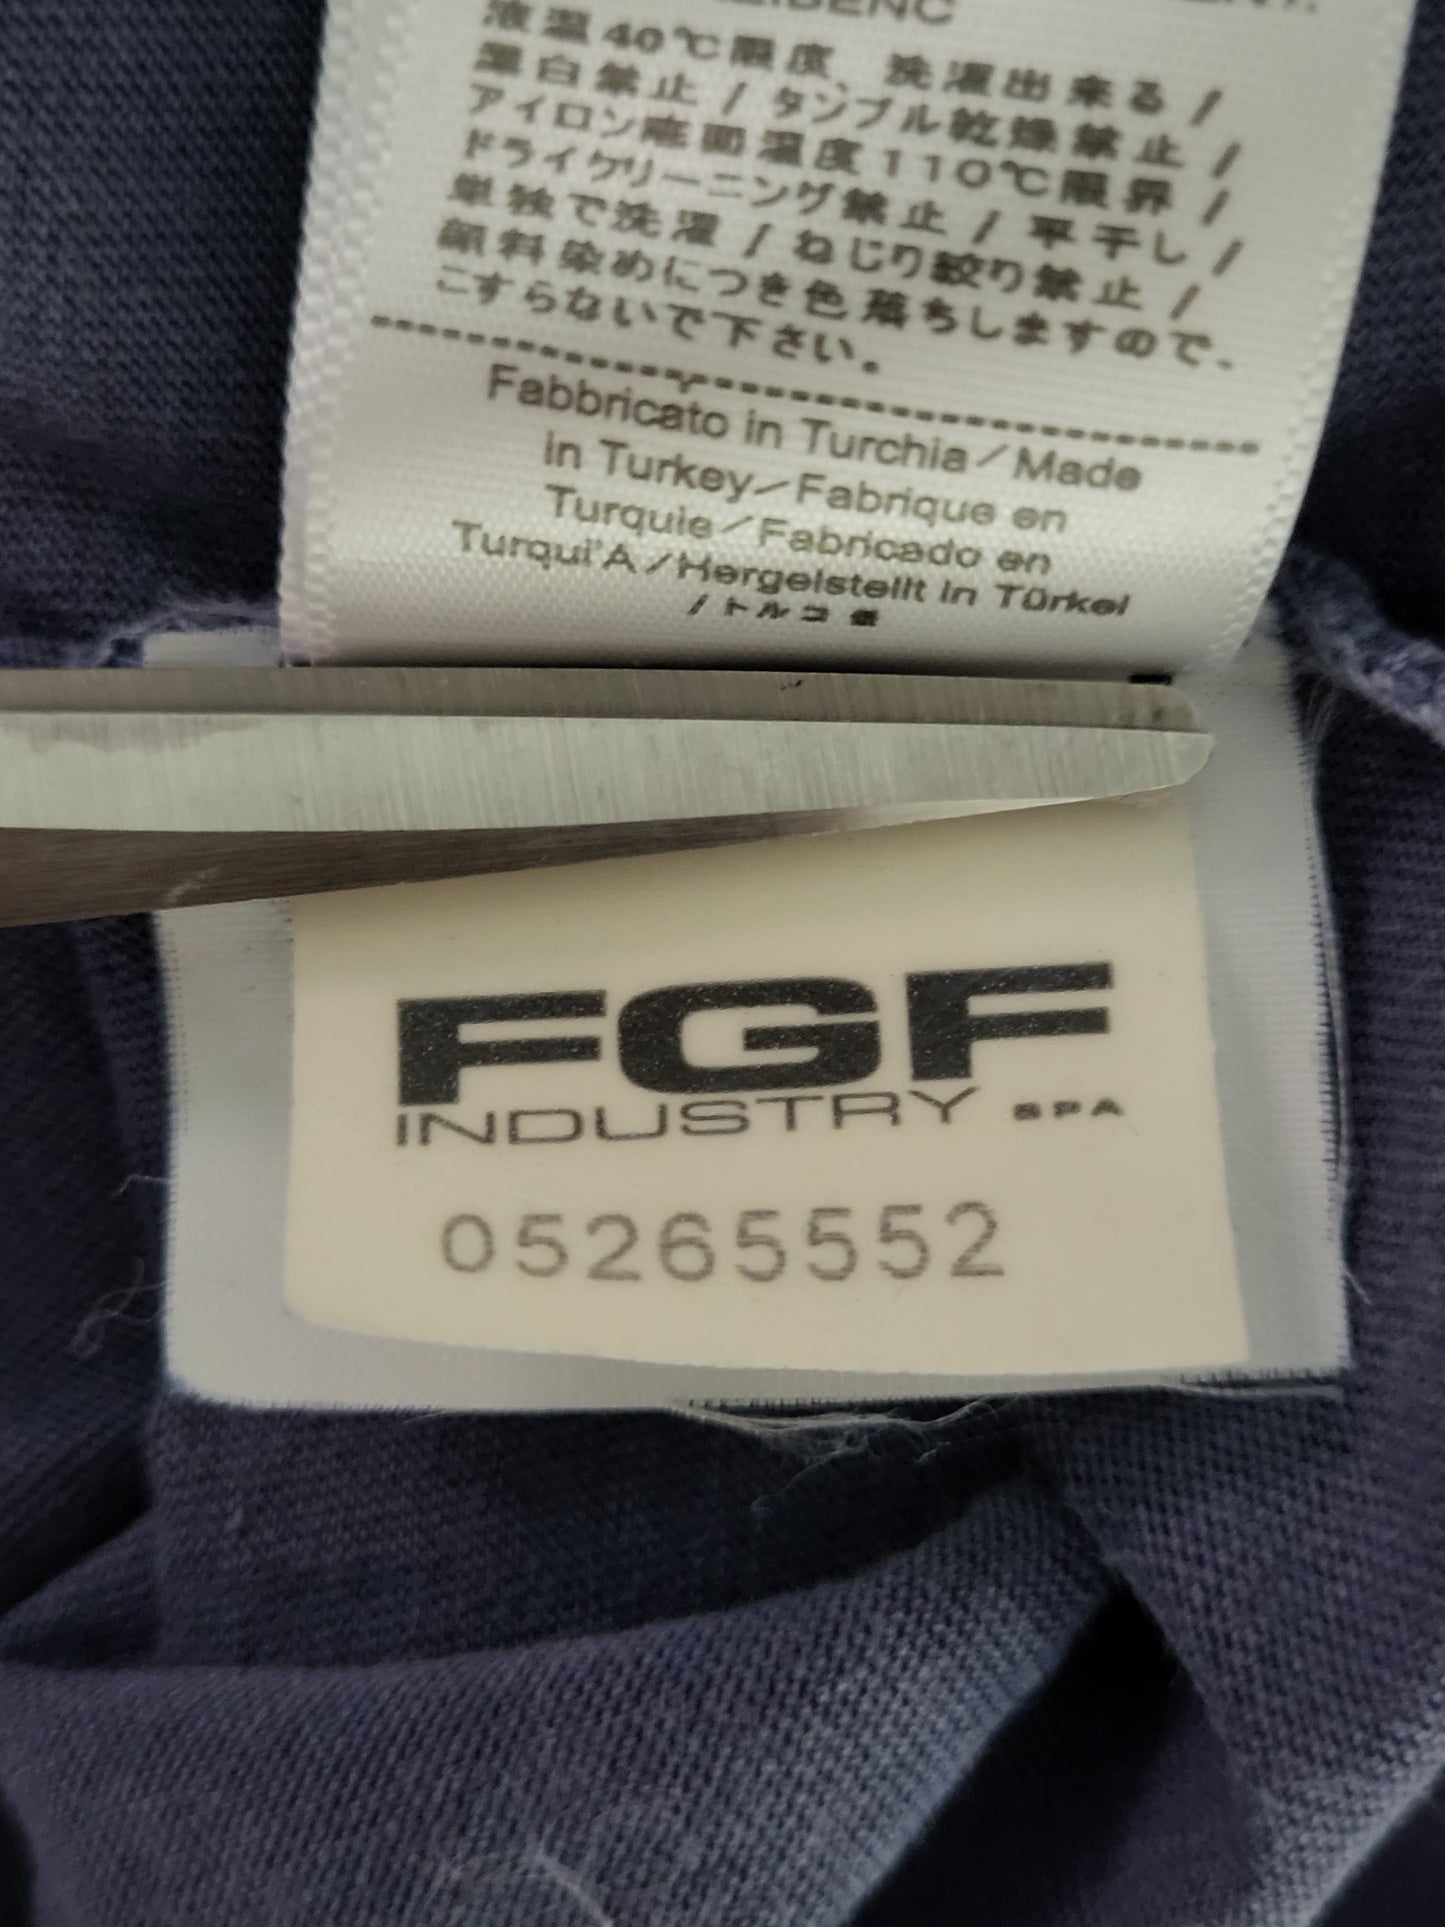 液温40℃限度、洗濯出来る /
漂白禁止 / タンブル乾燥禁止 /
アイロン底面温度110℃限界 /
ドライクリーニング禁止 / 平干し /
単独で洗濯 / ねじり絞り禁止 /
顔料染めにつき色落ちしますので、
こすらないで下さい。
Fabbricato in Turchia/Made
in Turkey/Fabrique en
Turquie/Fabricado en
Turqui'A/Hergelstellt in Türkei
/トルコ製
FGF
INDUSTRY SPA
05265552